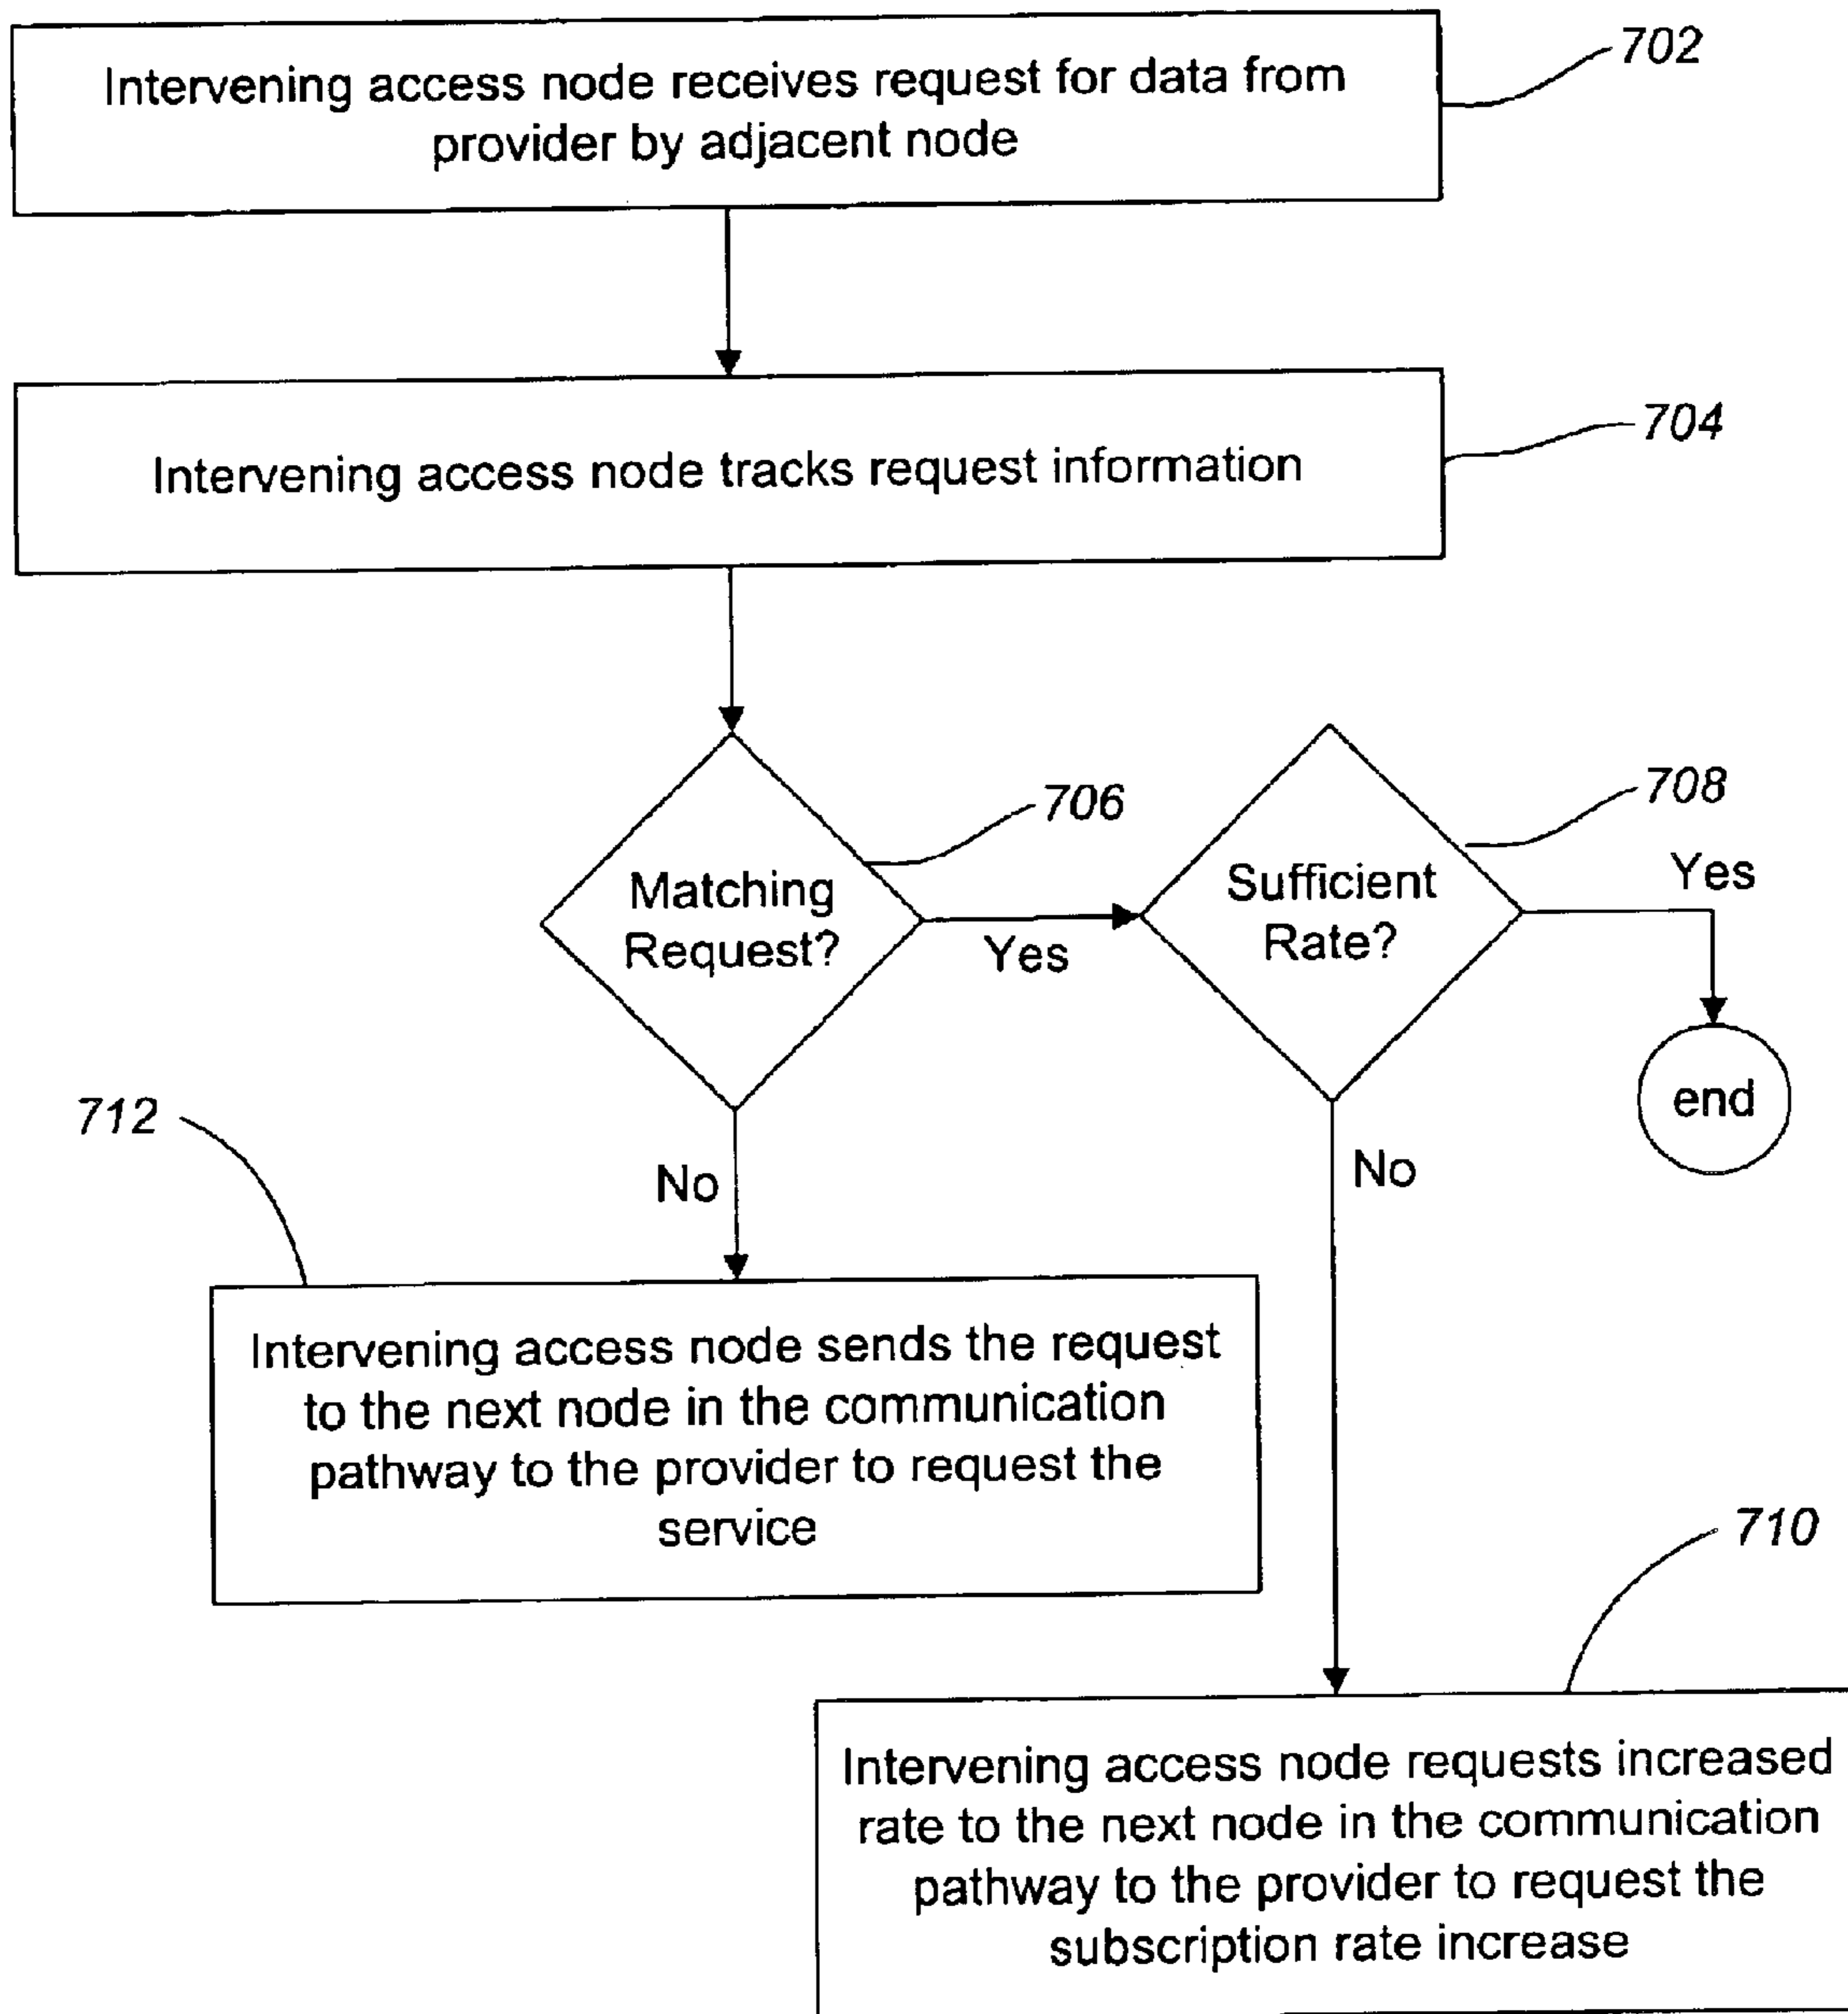 702
Intervening access node receives request for data from
provider by adjacent node
704
Intervening access node tracks request information
706
Matching
Request?
Yes
708
Sufficient
Rate?
Yes
end
712
No
No
Intervening access node sends the request
to the next node in the communication
pathway to the provider to request the
service
710
Intervening access node requests increased
rate to the next node in the communication
pathway to the provider to request the
subscription rate increase